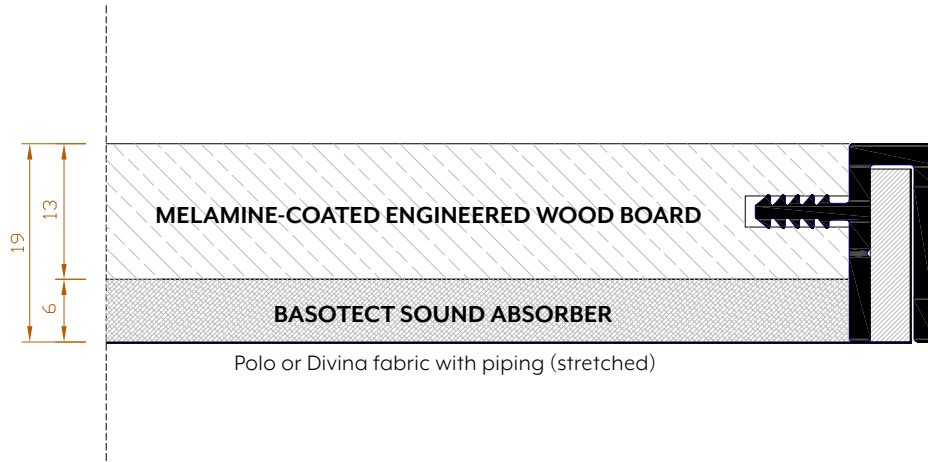 13
MELAMINE-COATED ENGINEERED WOOD BOARD
19
6
BASOTECT SOUND ABSORBER
Polo or Divina fabric with piping (stretched)